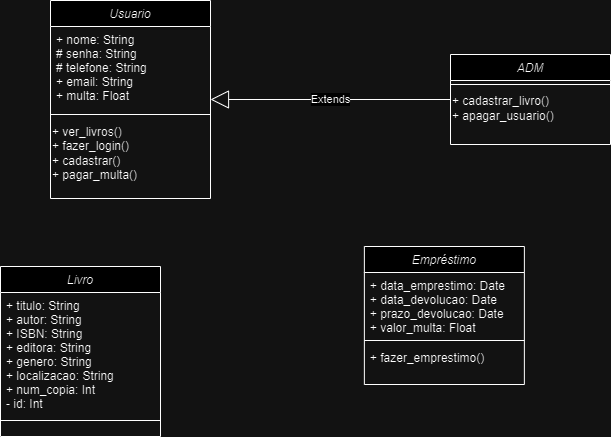 Usuario
+ nome: String
# senha: String
# telefone: String
+ email: String
+ multa: Float
+ ver_livros()
+ fazer_login()
+ cadastrar()
+ pagar_multa()
Extends
ADM
+ cadastrar_livro()
+ apagar_usuario()
Livro
+ titulo: String
+ autor: String
+ ISBN: String
+ editora: String
+ genero: String
+ localizacao: String
+ num_copia: Int
- id: Int
Empréstimo
+ data_emprestimo: Date
+ data_devolucao: Date
+ prazo_devolucao: Date
+ valor_multa: Float
+ fazer_emprestimo()